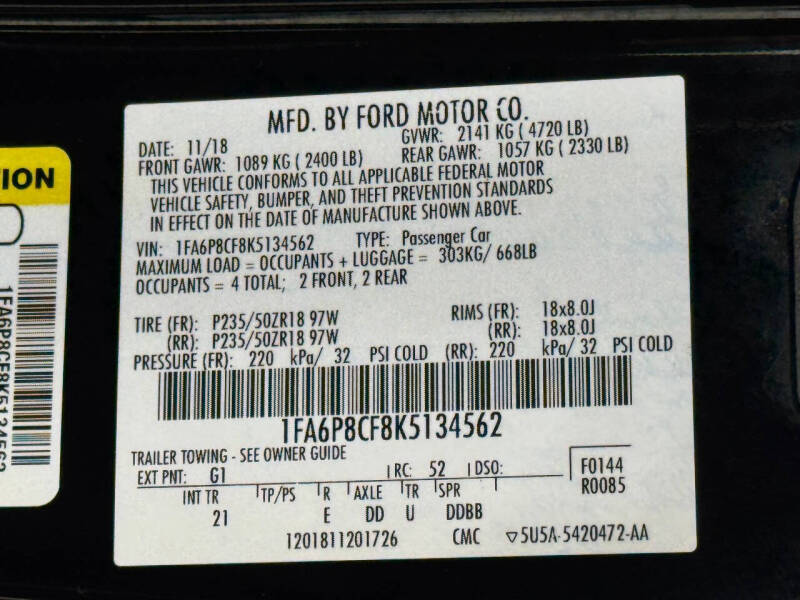 MFD. BY FORD MOTOR CO.
DATE: 11/18 GVWR: 2141 KG ( 4720 LB)
FRONT GAWR: 1089 KG ( 2400 LB) REAR GAWR: 1057 KG ( 2330 LB)
THIS VEHICLE CONFORMS TO ALL APPLICABLE FEDERAL MOTOR
VEHICLE SAFETY, BUMPER, AND THEFT PREVENTION STANDARDS
IN EFFECT ON THE DATE OF MANUFACTURE SHOWN ABOVE.
VIN: 1FA6P8CF8K5134562 TYPE: Passenger Car
MAXIMUM LOAD = OCCUPANTS + LUGGAGE = 303KG/ 668LB
OCCUPANTS = 4 TOTAL; 2 FRONT, 2 REAR
TIRE (FR): P235/50ZR18 97W RIMS (FR): 18x8.0J
(RR): P235/50ZR18 97W (RR): 18x8.0J
PRESSURE (FR): 220 kPa/ 32 PSI COLD (RR): 220 kPa/ 32 PSI COLD
1FA6P8CF8K5134562
TRAILER TOWING - SEE OWNER GUIDE
EXT PNT: G1 RC: 52 DSO: F0144
R0085
INT TR TP/PS R AXLE TR SPR
21 E DD U DDBB
1201811201726 CMC ▽5U5A-5420472-AA
TION
1FA6P8CF8K5134562